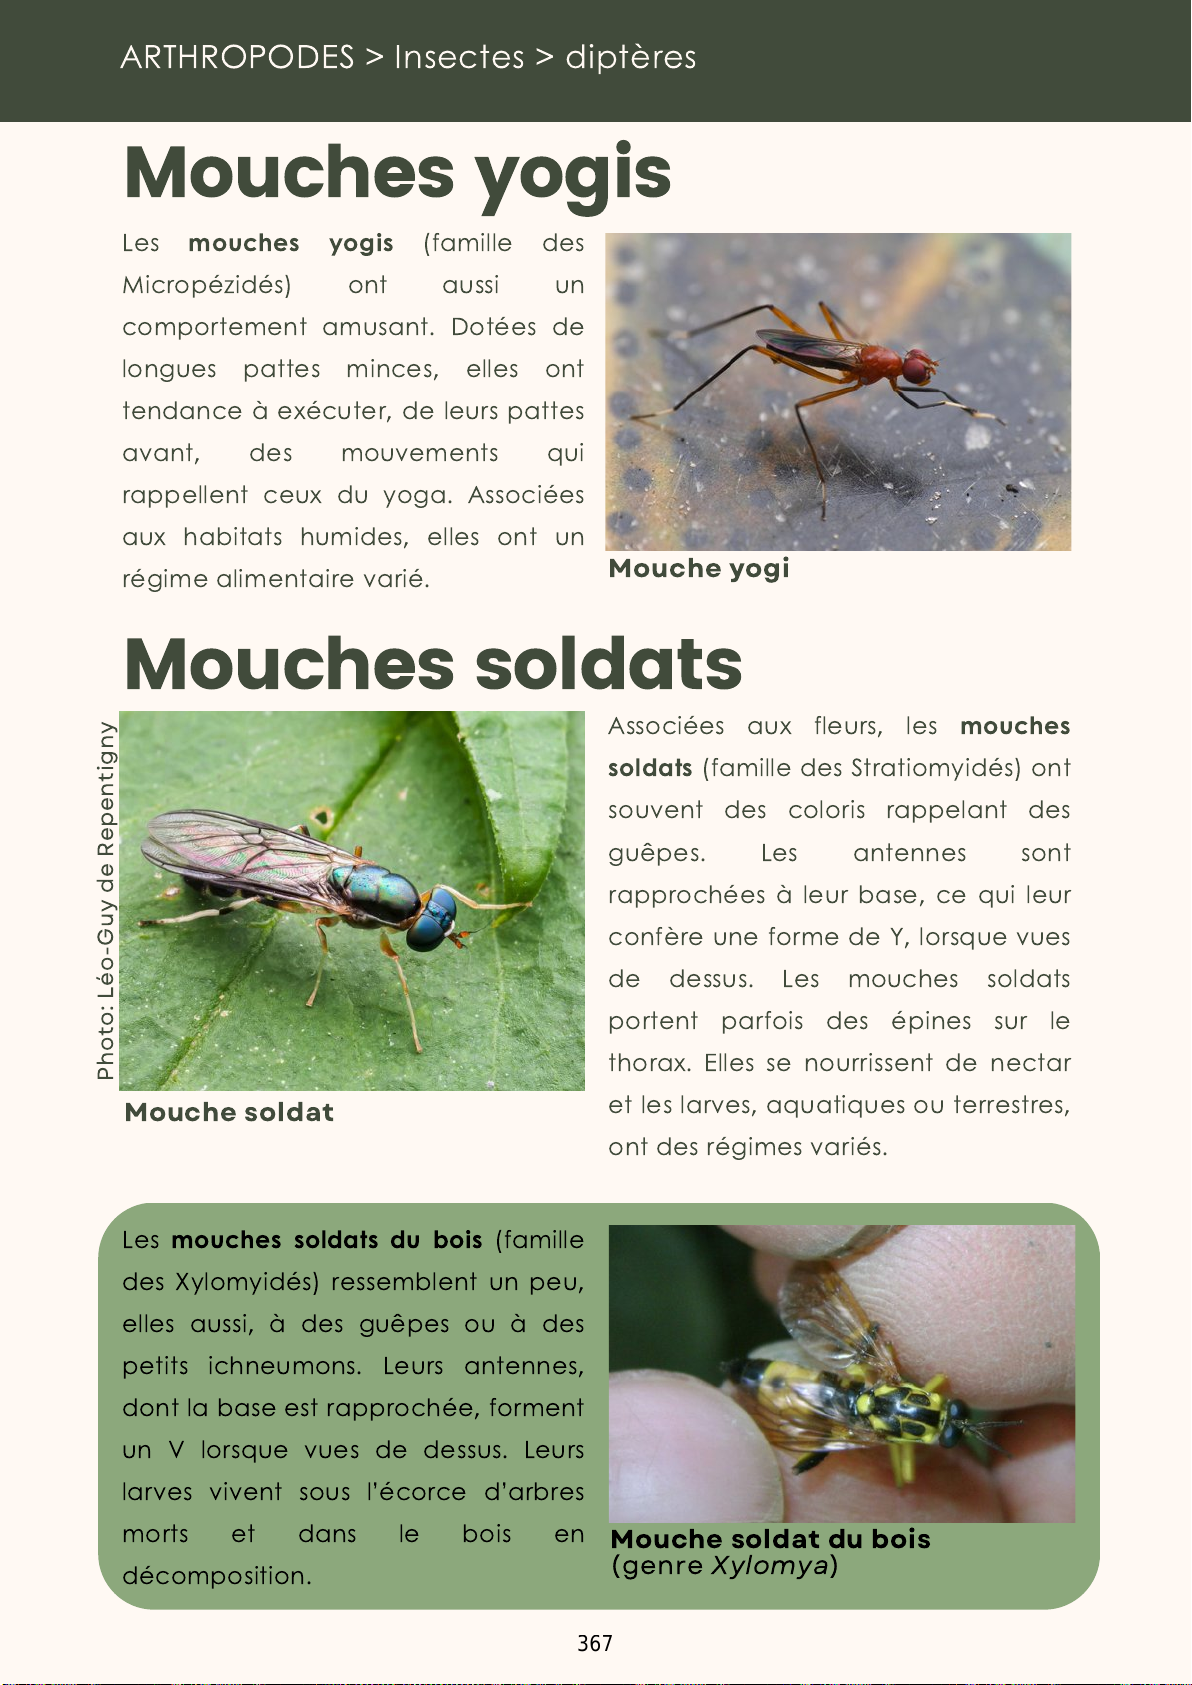 ARTHROPODES > Insectes > diptères
Mouches yogis
Les mouches yogis (famille des
Micropézidés) ont aussi un
comportement amusant. Dotées de
longues pattes minces, elles ont
tendance à exécuter, de leurs pattes
avant, des mouvements qui
rappellent ceux du yoga. Associées
aux habitats humides, elles ont un
régime alimentaire varié.
Mouche yogi
Mouches soldats
Photo: Léo-Guy de Repentigny
Mouche soldat
Associées aux fleurs, les mouches
soldats (famille des Stratiomyidés) ont
souvent des coloris rappelant des
guêpes. Les antennes sont
rapprochées à leur base, ce qui leur
confère une forme de Y, lorsque vues
de dessus. Les mouches soldats
portent parfois des épines sur le
thorax. Elles se nourrissent de nectar
et les larves, aquatiques ou terrestres,
ont des régimes variés.
Les mouches soldats du bois (famille
des Xylomyidés) ressemblent un peu,
elles aussi, à des guêpes ou à des
petits ichneumons. Leurs antennes,
dont la base est rapprochée, forment
un V lorsque vues de dessus. Leurs
larves vivent sous l'écorce d'arbres
morts et dans le bois en
décomposition.
Mouche soldat du bois
(genre Xylomya)
367